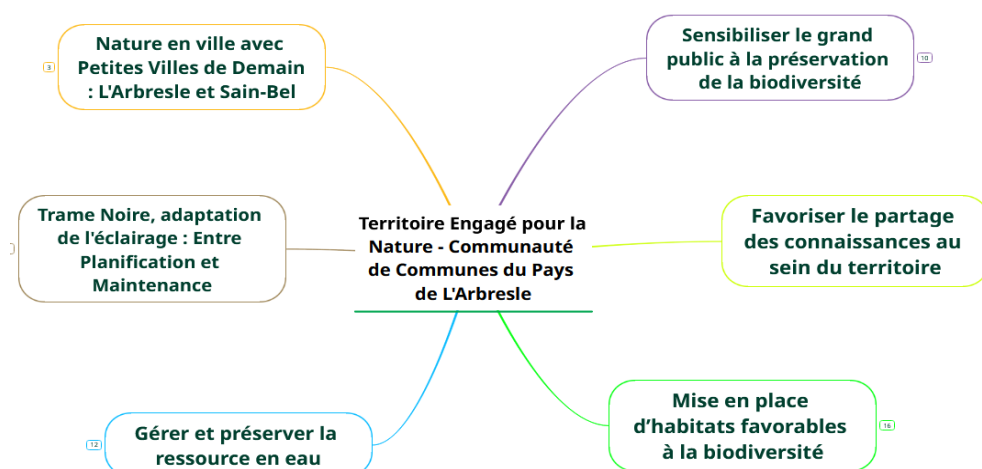 Nature en ville avec
Petites Villes de Demain
: L'Arbresle et Sain-Bel
3
Sensibiliser le grand
public à la préservation
de la biodiversité
10
Trame Noire, adaptation
de l'éclairage : Entre
Planification et
Maintenance
Territoire Engagé pour la
Nature - Communauté
de Communes du Pays
de L'Arbresle
Favoriser le partage
des connaissances au
sein du territoire
Gérer et préserver la
ressource en eau
12
Mise en place
d’habitats favorables
à la biodiversité
16